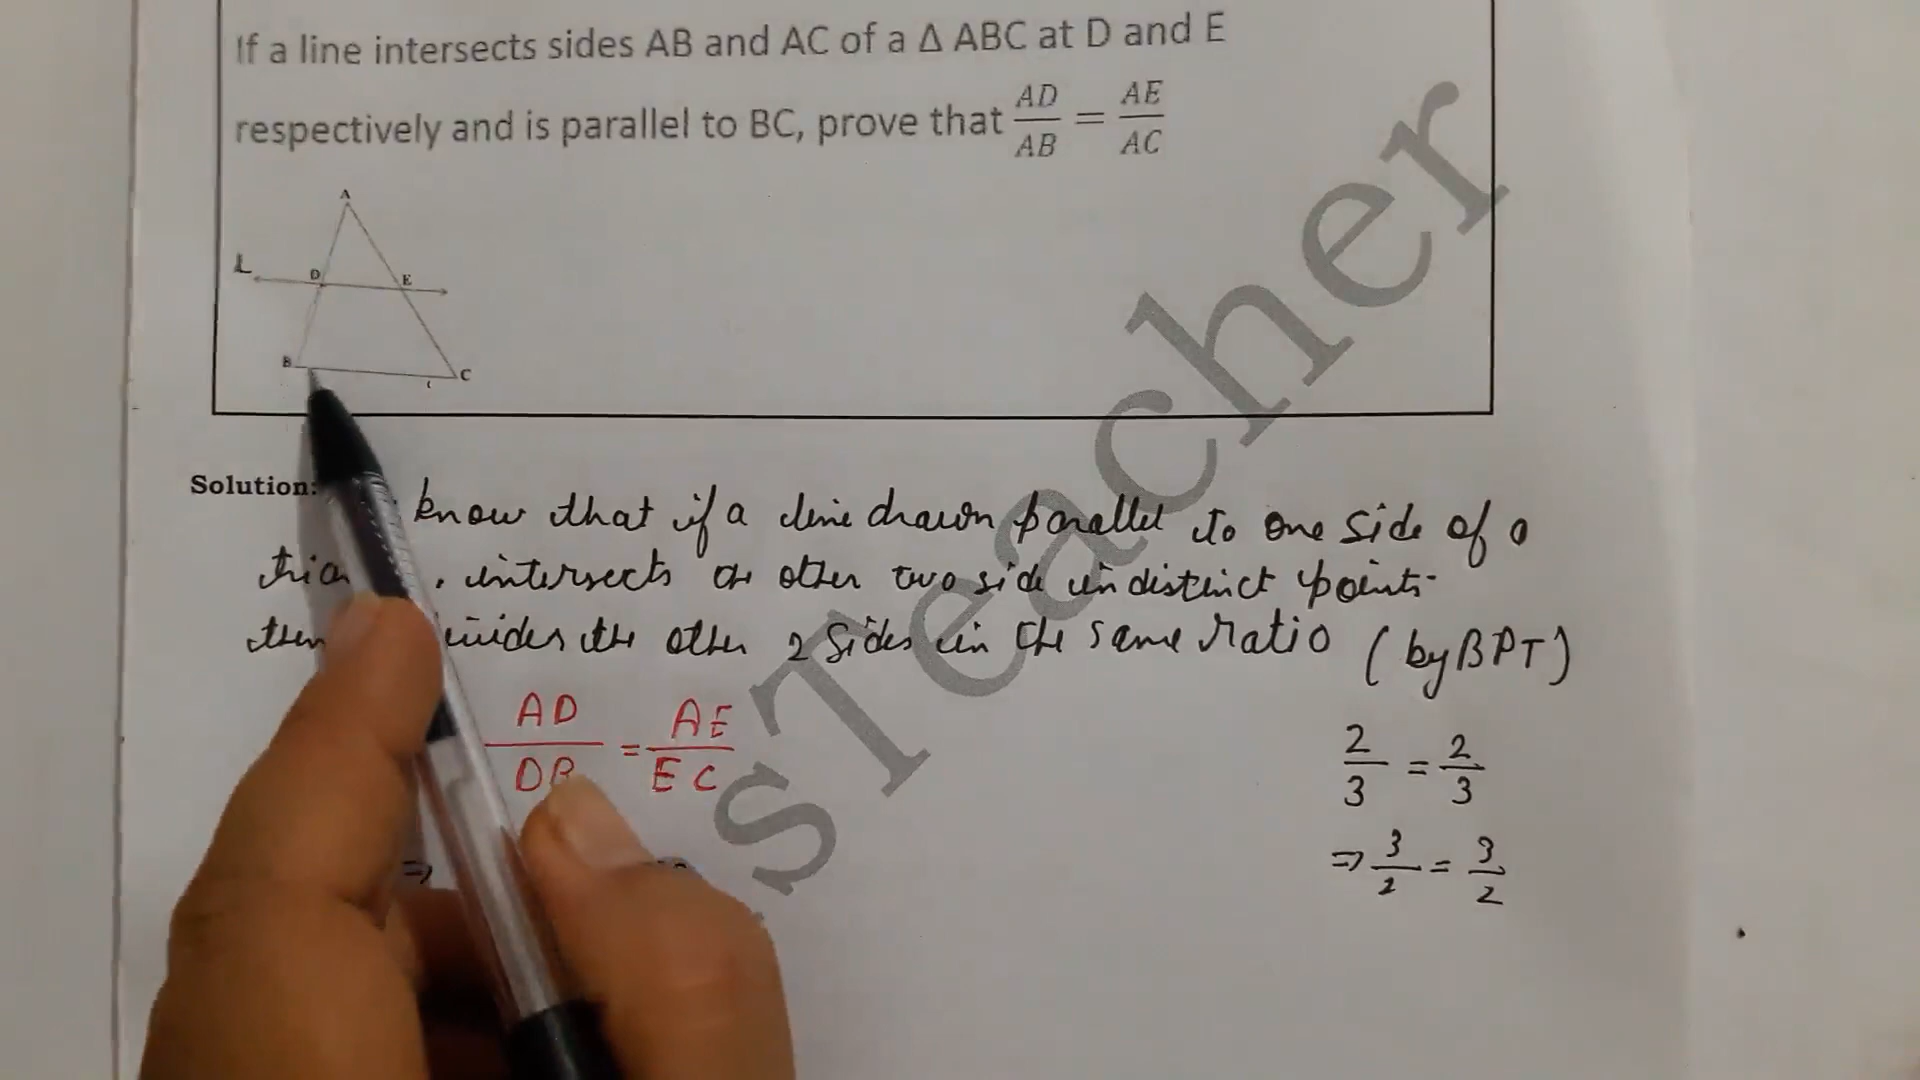 If a line intersects sides AB and AC of a Δ ABC at D and E
respectively and is parallel to BC, prove that AD/AB = AE/AC
A
L D E
B C
Solution:
know that if a line drawn parallel to one side of a
intersects other two side in distinct points
the other 2 sides in the same ratio (by BPT)
AD/DB = AE/EC
2/3 = 2/3
⇒ 3/2 = 3/2
⇒
sTeacher